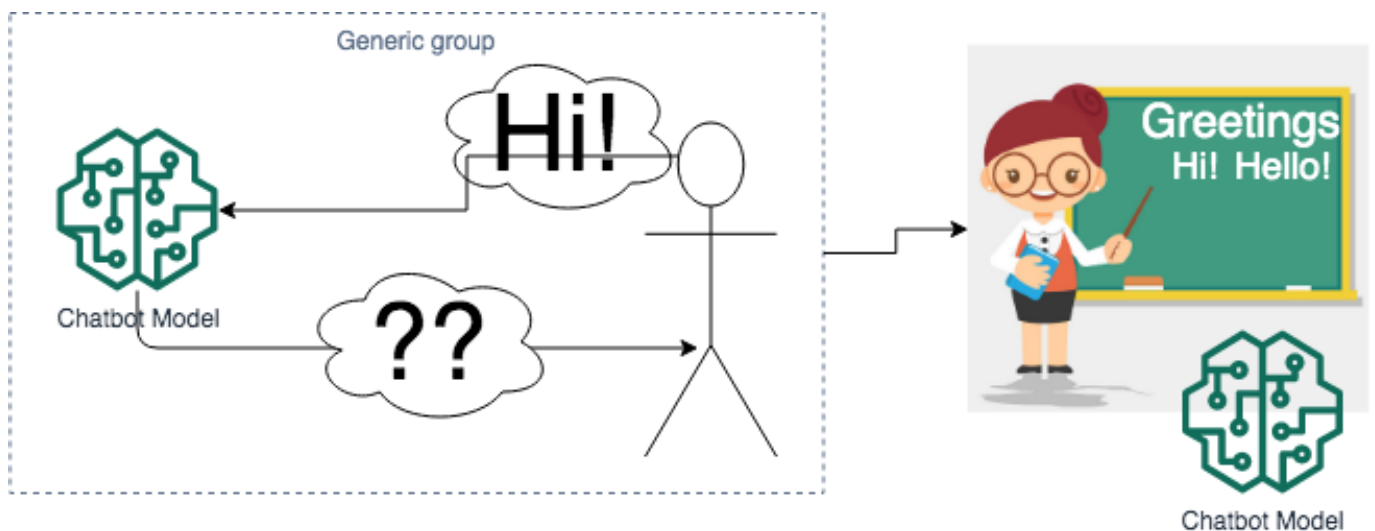 Generic group
Hi!
Chatbot Model
??
Greetings
Hi! Hello!
Chatbot Model